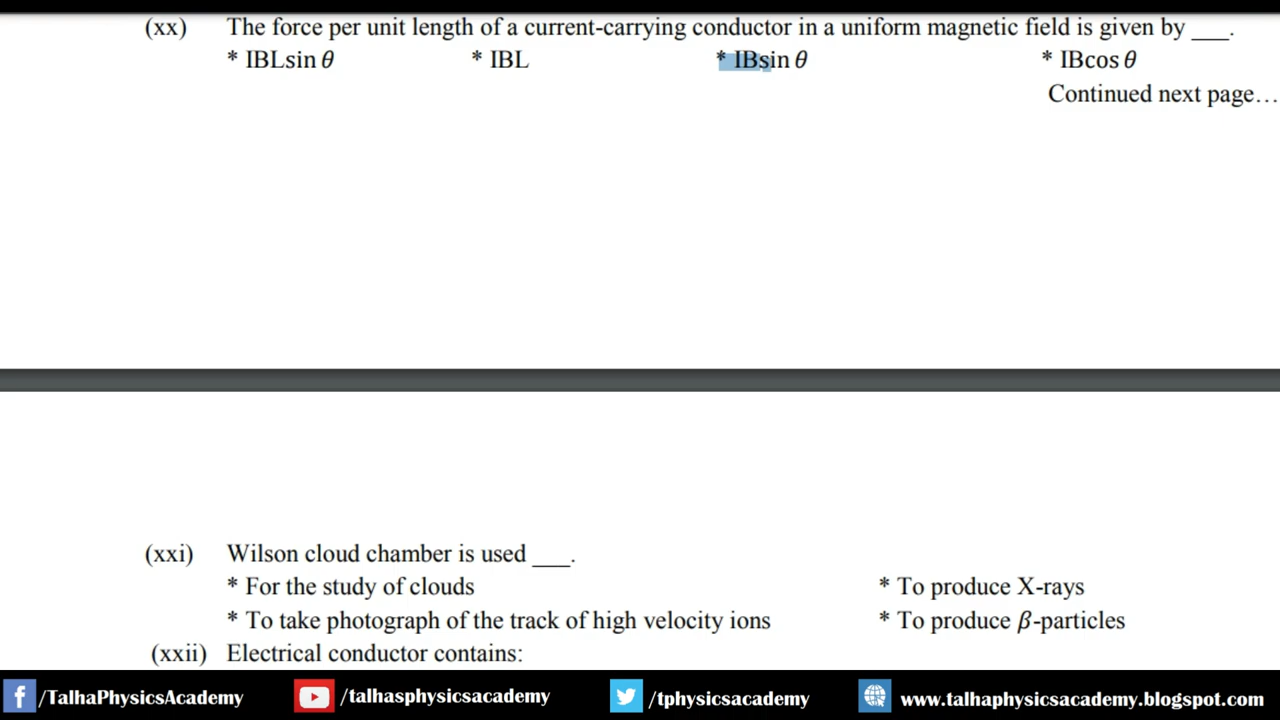 (xx) The force per unit length of a current-carrying conductor in a uniform magnetic field is given by ___.
* IBLsin θ * IBL * IBsin θ * IBcos θ
Continued next page…
(xxi) Wilson cloud chamber is used ___.
* For the study of clouds * To produce X-rays
* To take photograph of the track of high velocity ions * To produce β-particles
(xxii) Electrical conductor contains:
/TalhaPhysicsAcademy /talhasphysicsacademy /tphysicsacademy www.talhaphysicsacademy.blogspot.com